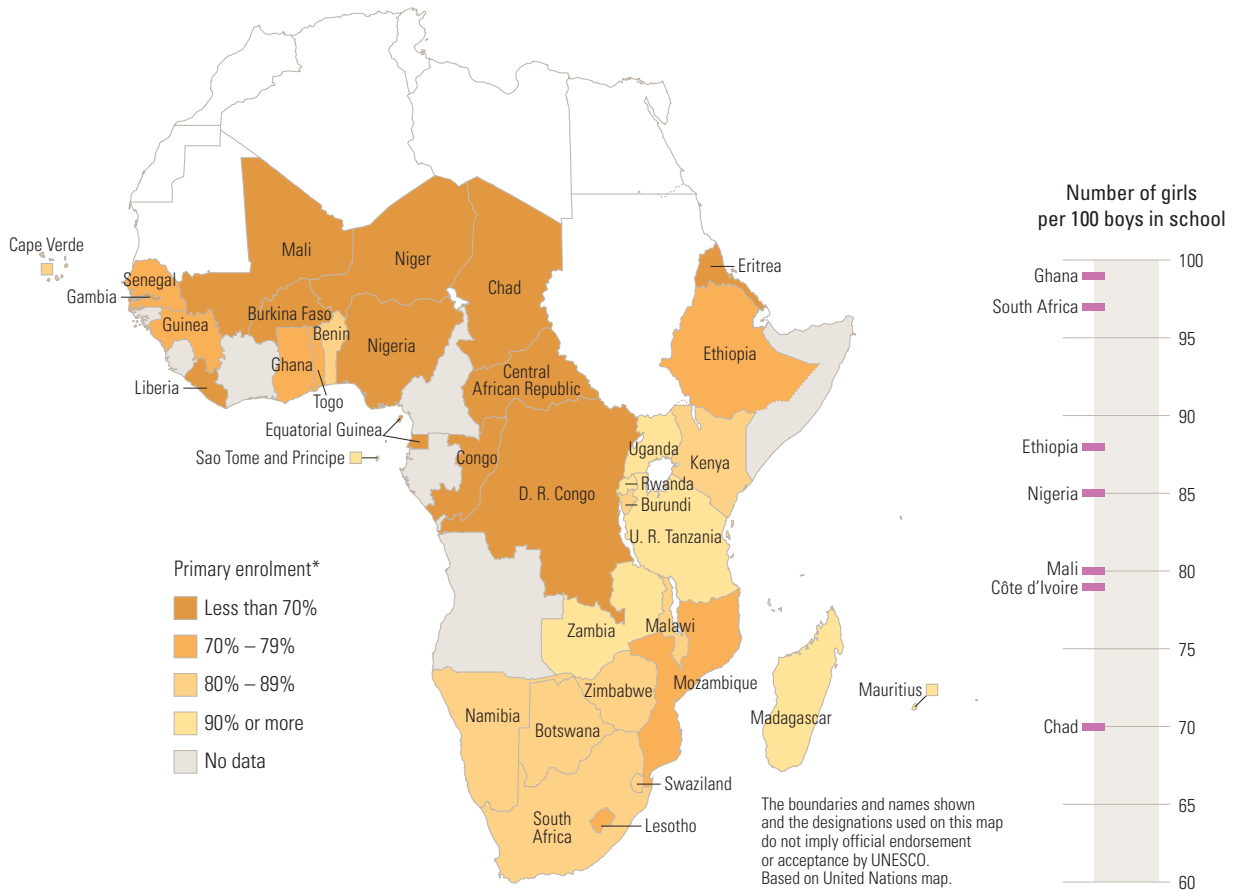 Cape Verde
Senegal
Gambia
Guinea
Liberia
Mali
Burkina Faso
Benin
Ghana
Togo
Niger
Nigeria
Chad
Central
African Republic
Equatorial Guinea
Sao Tome and Principe
Congo
D. R. Congo
Eritrea
Ethiopia
Uganda
Kenya
Rwanda
Burundi
U. R. Tanzania
Zambia
Malawi
Mozambique
Zimbabwe
Namibia
Botswana
Swaziland
South
Africa
Lesotho
Madagascar
Mauritius
Primary enrolment*
Less than 70%
70% – 79%
80% – 89%
90% or more
No data
The boundaries and names shown
and the designations used on this map
do not imply official endorsement
or acceptance by UNESCO.
Based on United Nations map.
Number of girls
per 100 boys in school
100
Ghana
South Africa
95
90
Ethiopia
Nigeria
85
Mali
80
Côte d'Ivoire
75
Chad
70
65
60